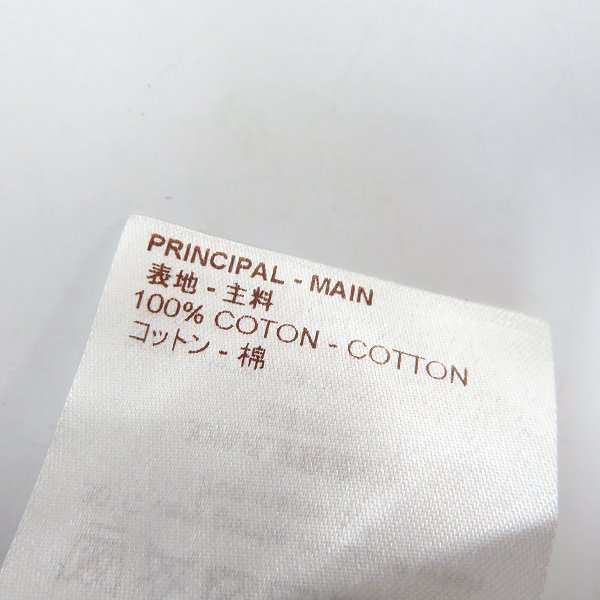 PRINCIPAL - MAIN
表地 - 主料
100% COTON - COTTON
コットン - 棉